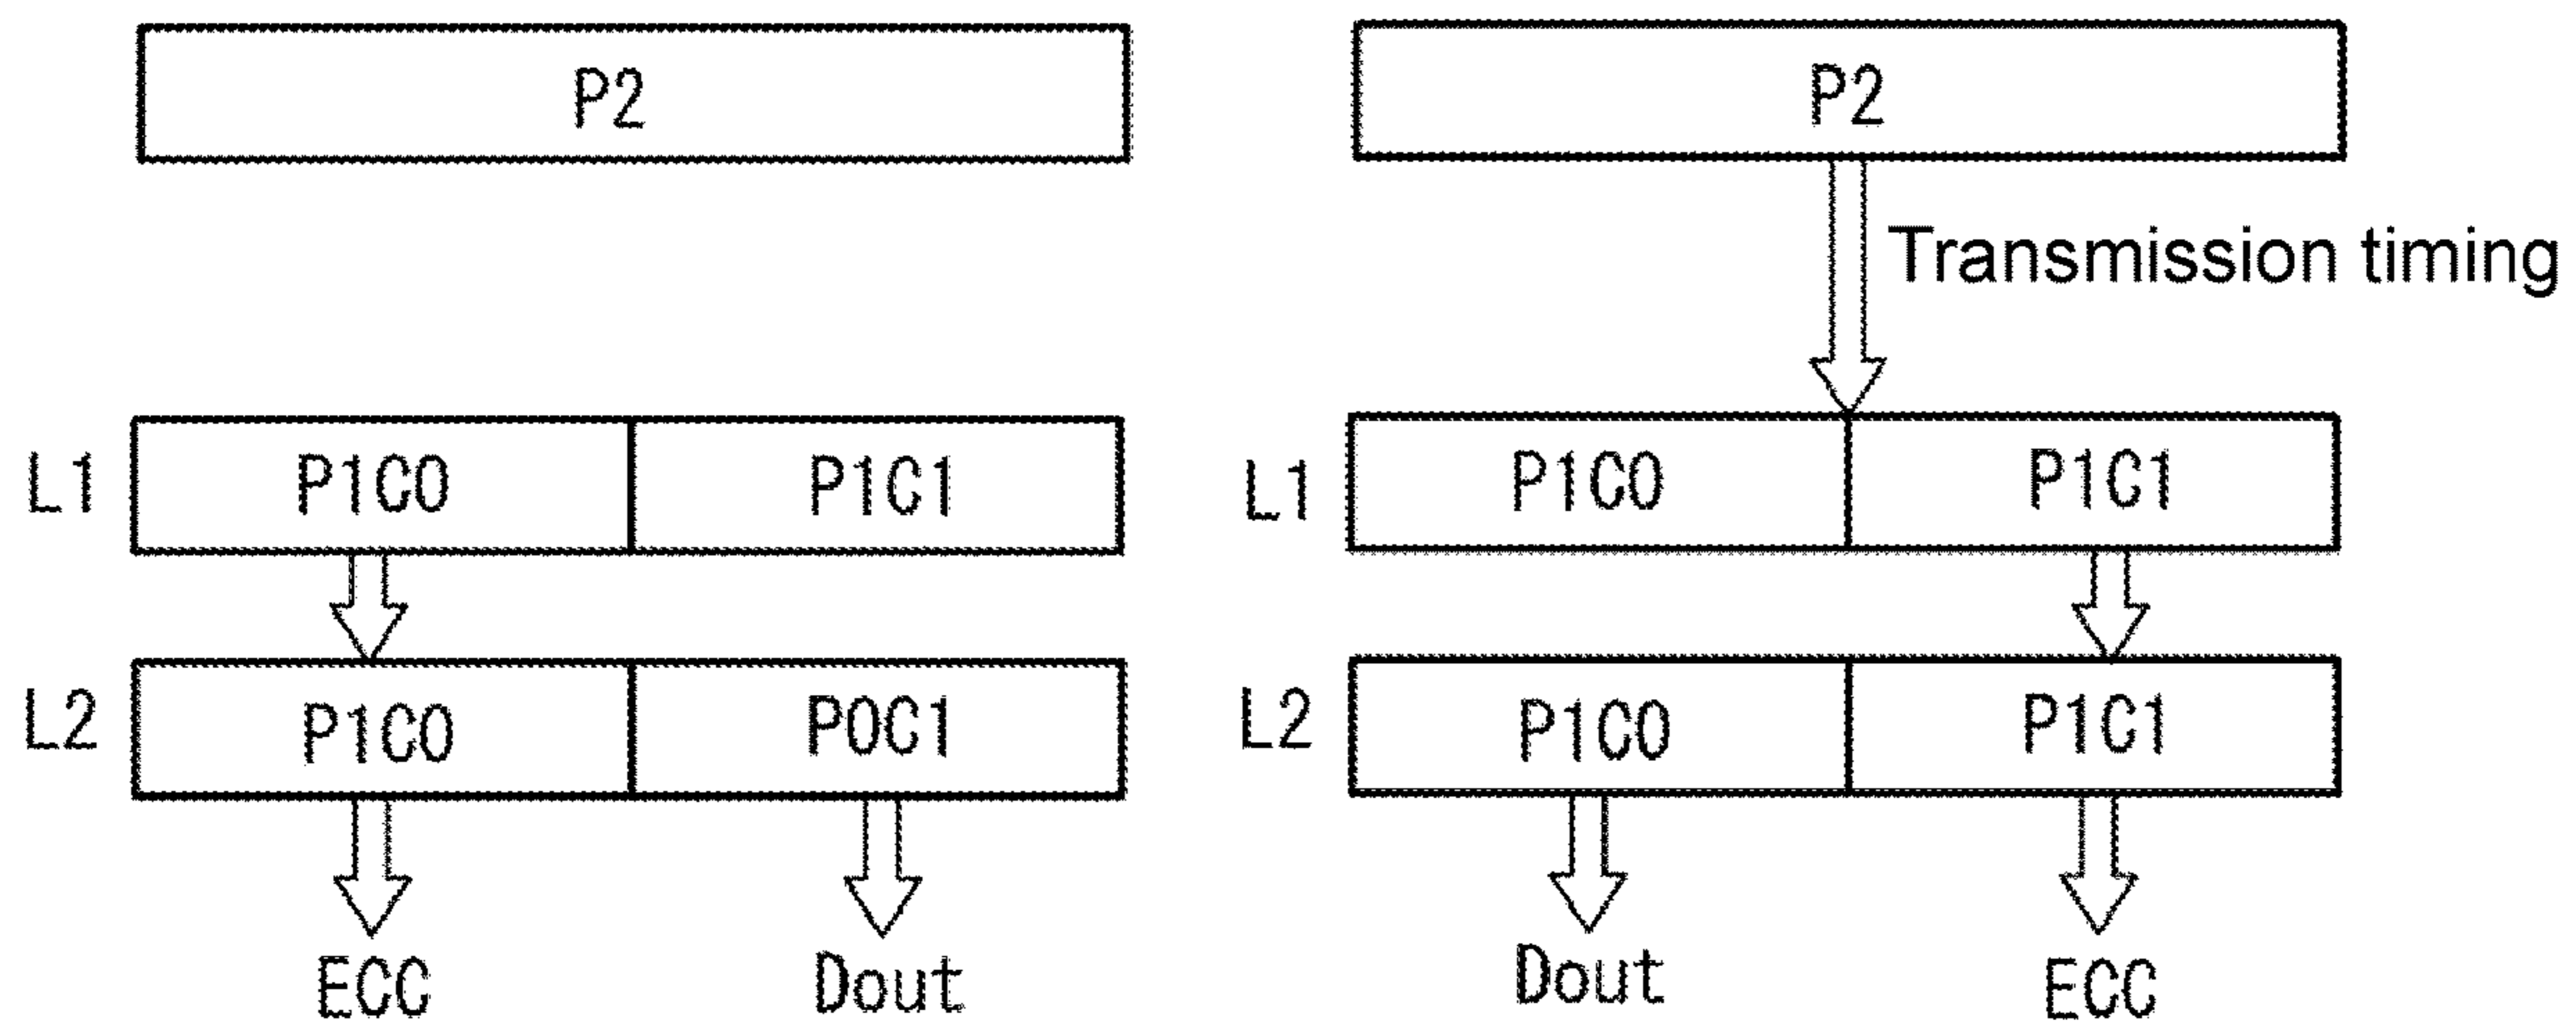 P2 P2
Transmission timing
L1 P1C0 P1C1 L1 P1C0 P1C1
L2 P1C0 P0C1 L2 P1C0 P1C1
ECC Dout Dout ECC